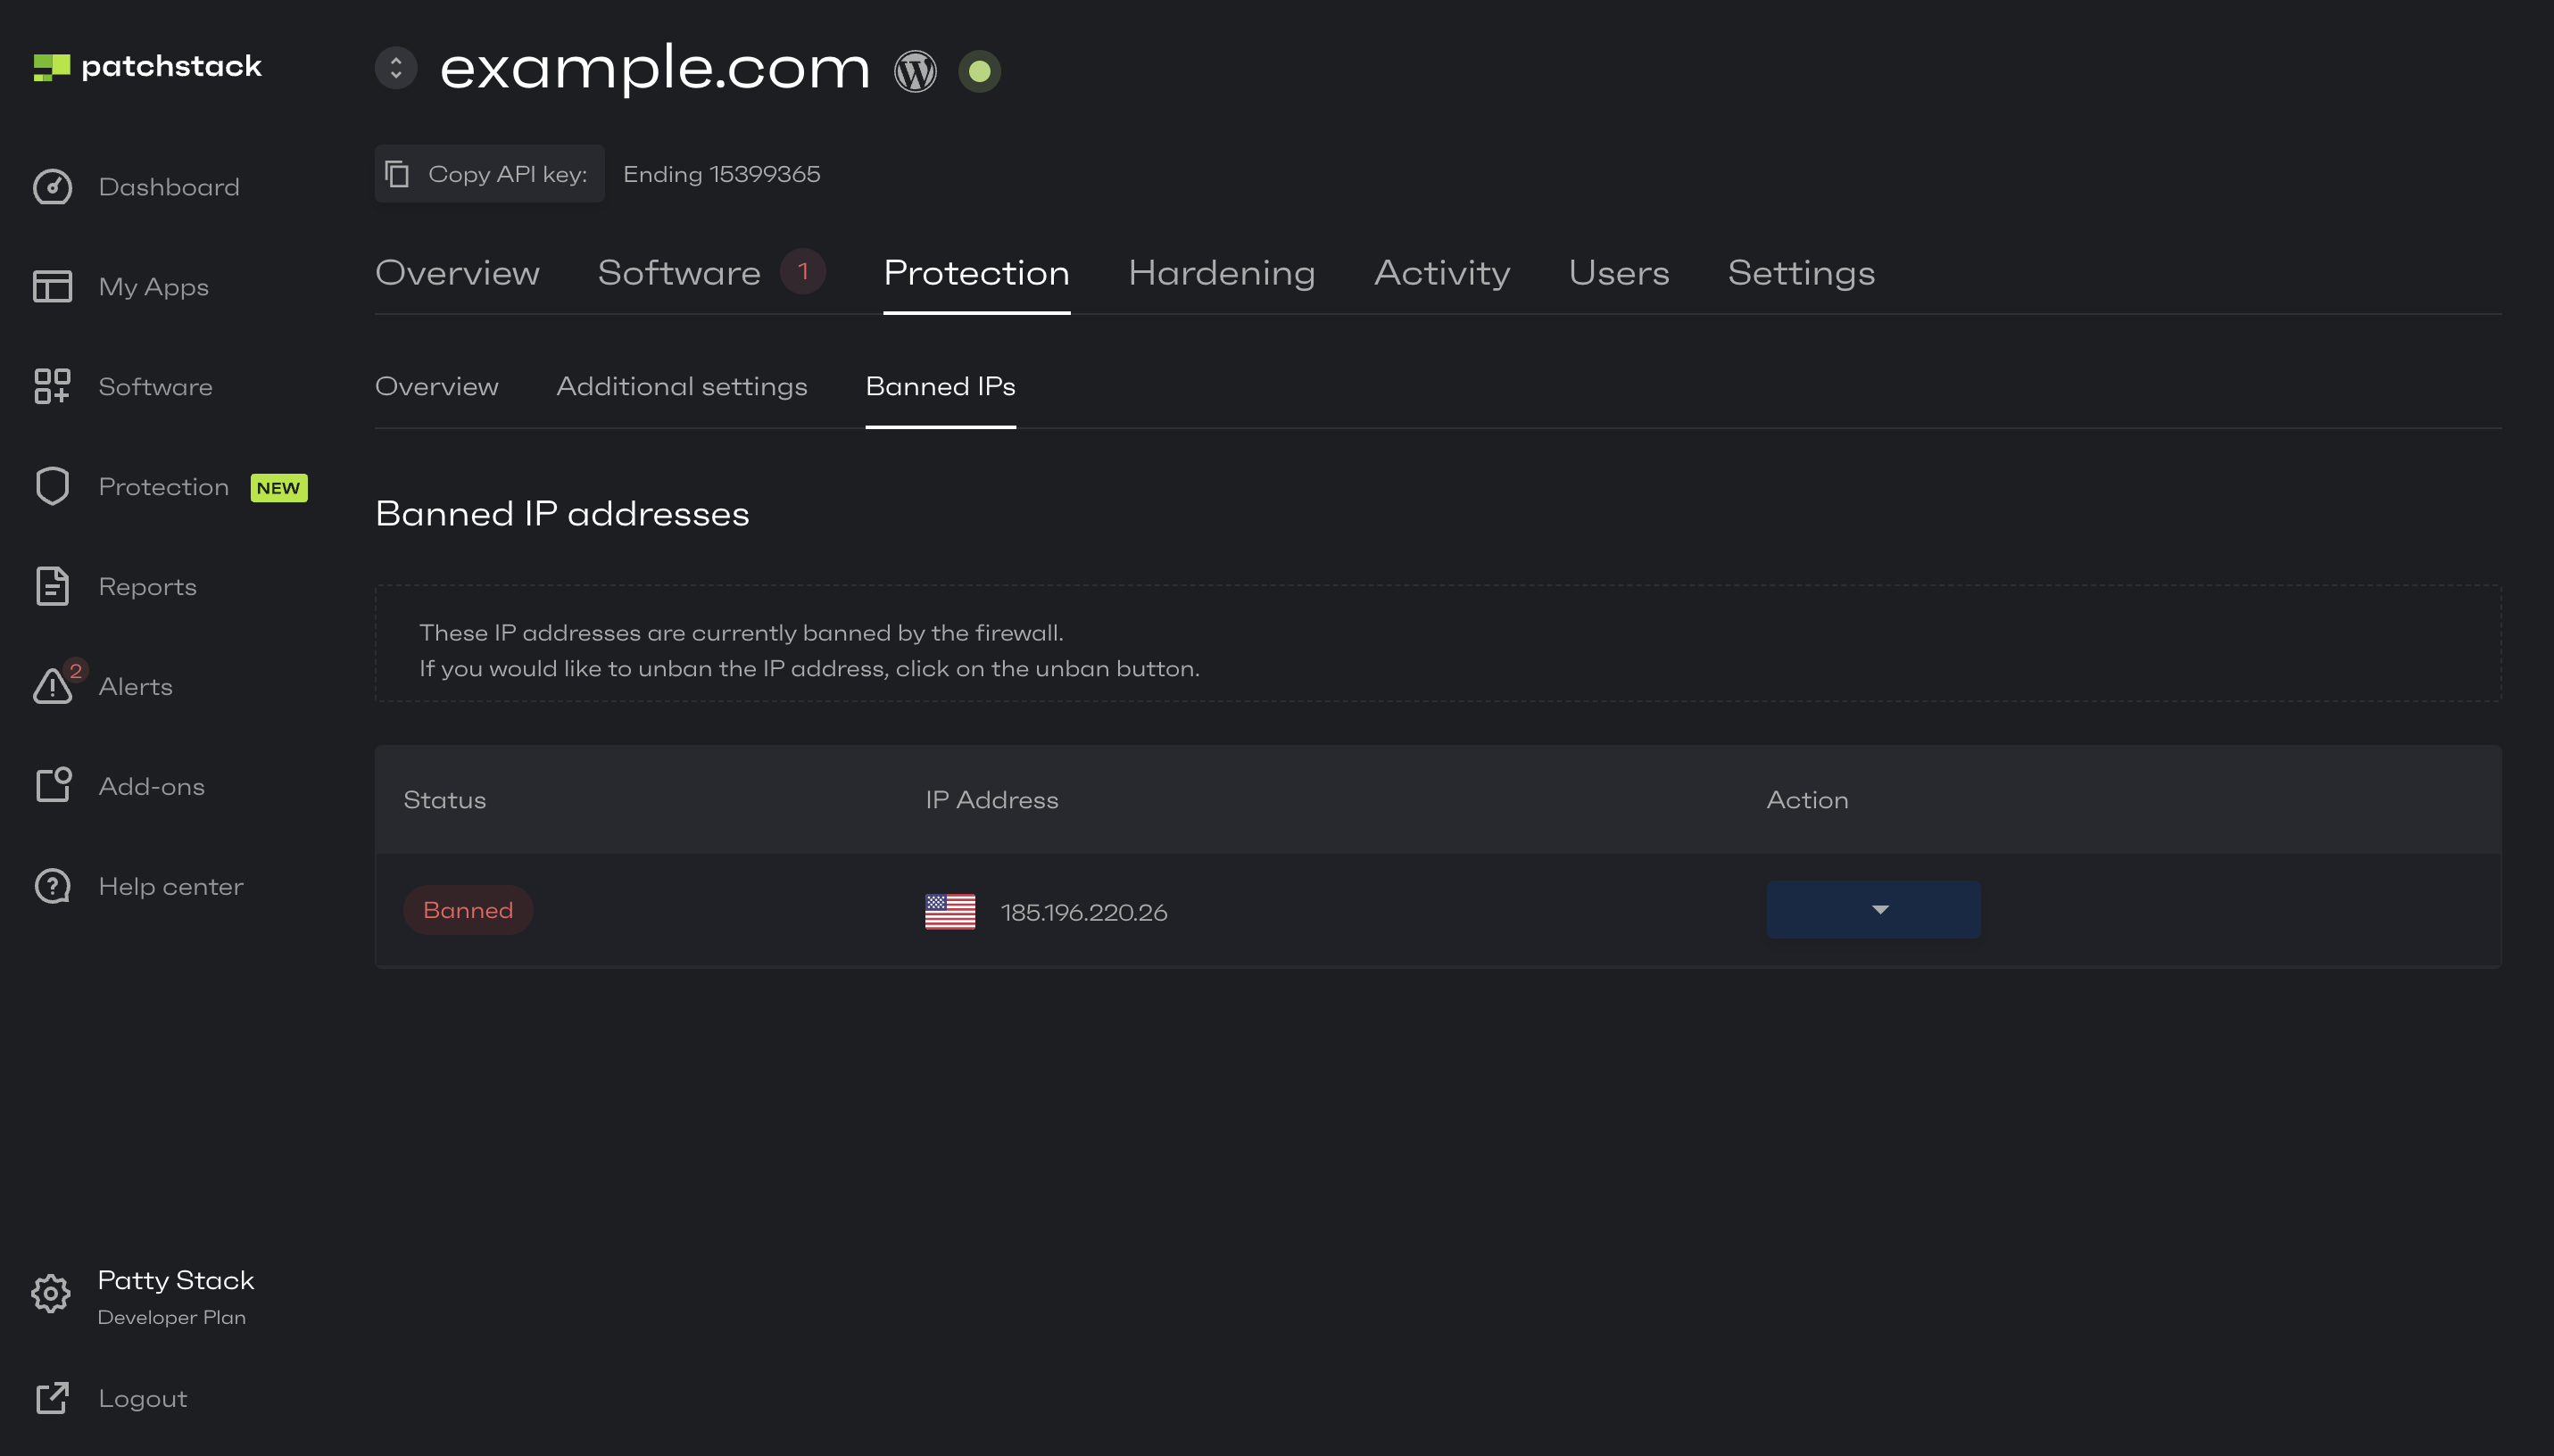 patchstack
example.com
Copy API key: Ending 15399365
Dashboard
My Apps
Software
Protection NEW
Reports
2
Alerts
Add-ons
Help center
Patty Stack
Developer Plan
Logout
Overview Software 1 Protection Hardening Activity Users Settings
Overview Additional settings Banned IPs
Banned IP addresses
These IP addresses are currently banned by the firewall.
If you would like to unban the IP address, click on the unban button.
Status IP Address Action
Banned 185.196.220.26